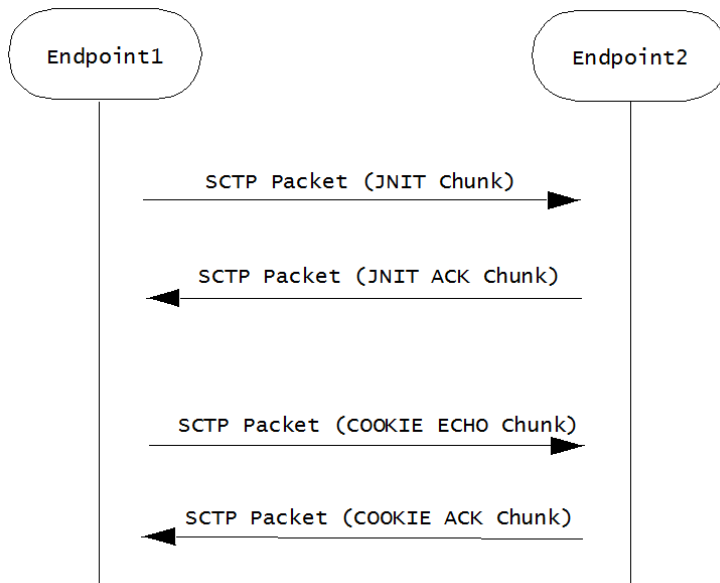 Endpoint1
Endpoint2
SCTP Packet (JNIT Chunk)
SCTP Packet (JNIT ACK Chunk)
SCTP Packet (COOKIE ECHO Chunk)
SCTP Packet (COOKIE ACK Chunk)